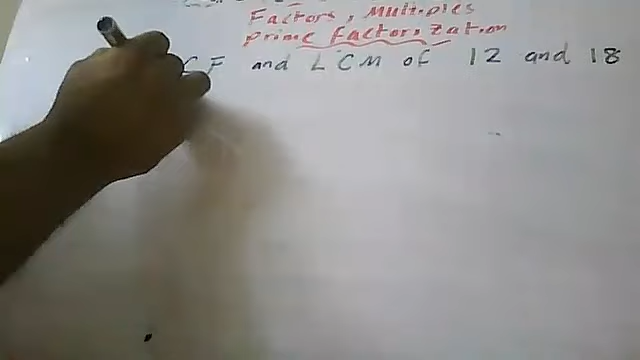 Factors, Multiples
prime factorization
CF and LCM of 12 and 18